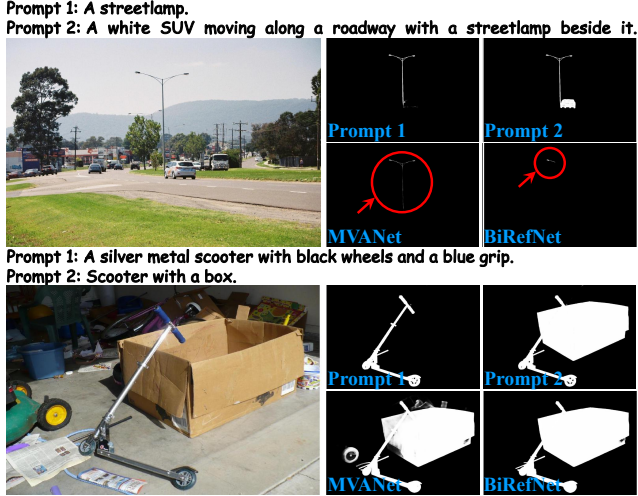 Prompt 1: A streetlamp.
Prompt 2: A white SUV moving along a roadway with a streetlamp beside it.
Prompt 1
Prompt 2
MVANet
BiRefNet
Prompt 1: A silver metal scooter with black wheels and a blue grip.
Prompt 2: Scooter with a box.
Prompt 1
Prompt 2
MVANet
BiRefNet